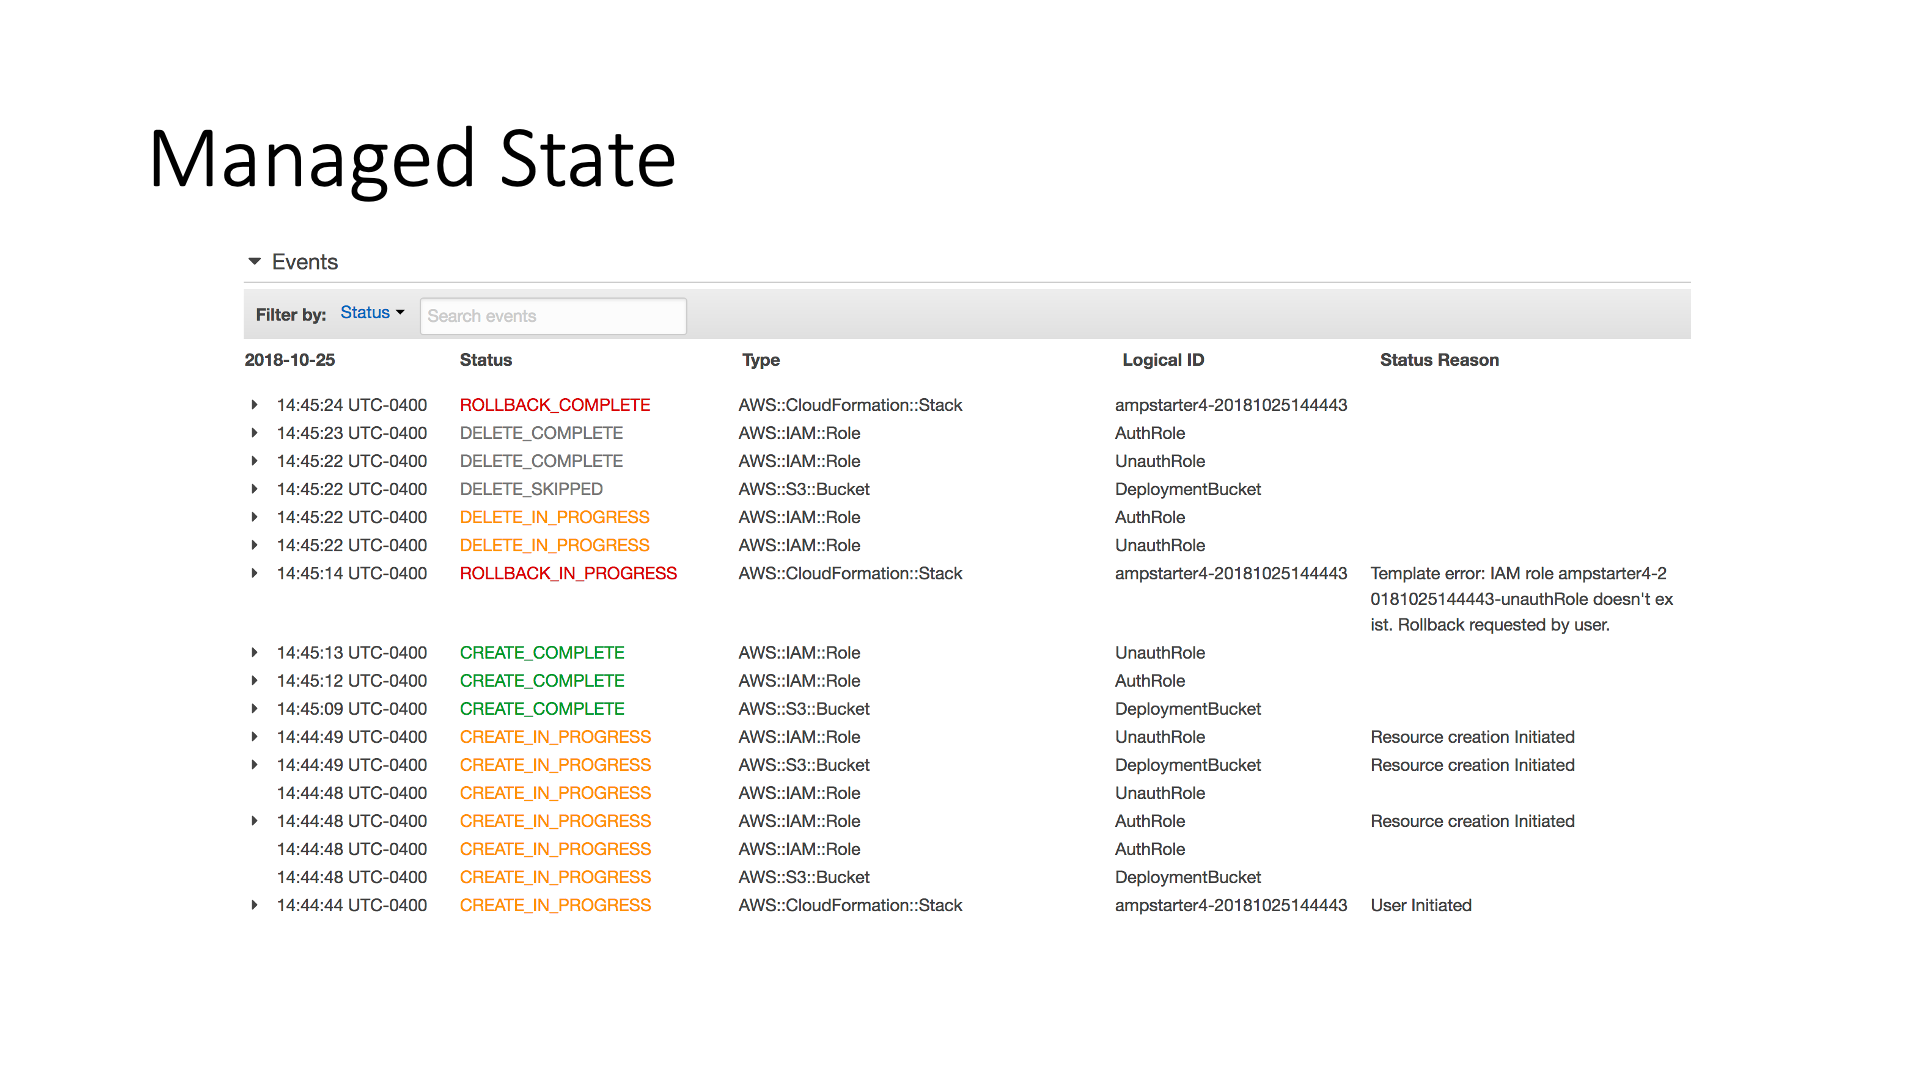 Managed State
Events
Filter by: Status Search events
2018-10-25 Status Type Logical ID Status Reason
14:45:24 UTC-0400 ROLLBACK_COMPLETE AWS::CloudFormation::Stack ampstarter4-20181025144443
14:45:23 UTC-0400 DELETE_COMPLETE AWS::IAM::Role AuthRole
14:45:22 UTC-0400 DELETE_COMPLETE AWS::IAM::Role UnauthRole
14:45:22 UTC-0400 DELETE_SKIPPED AWS::S3::Bucket DeploymentBucket
14:45:22 UTC-0400 DELETE_IN_PROGRESS AWS::IAM::Role AuthRole
14:45:22 UTC-0400 DELETE_IN_PROGRESS AWS::IAM::Role UnauthRole
14:45:14 UTC-0400 ROLLBACK_IN_PROGRESS AWS::CloudFormation::Stack ampstarter4-20181025144443 Template error: IAM role ampstarter4-2
0181025144443-unauthRole doesn't ex
ist. Rollback requested by user.
14:45:13 UTC-0400 CREATE_COMPLETE AWS::IAM::Role UnauthRole
14:45:12 UTC-0400 CREATE_COMPLETE AWS::IAM::Role AuthRole
14:45:09 UTC-0400 CREATE_COMPLETE AWS::S3::Bucket DeploymentBucket
14:44:49 UTC-0400 CREATE_IN_PROGRESS AWS::IAM::Role UnauthRole Resource creation Initiated
14:44:49 UTC-0400 CREATE_IN_PROGRESS AWS::S3::Bucket DeploymentBucket Resource creation Initiated
14:44:48 UTC-0400 CREATE_IN_PROGRESS AWS::IAM::Role UnauthRole
14:44:48 UTC-0400 CREATE_IN_PROGRESS AWS::IAM::Role AuthRole Resource creation Initiated
14:44:48 UTC-0400 CREATE_IN_PROGRESS AWS::IAM::Role AuthRole
14:44:48 UTC-0400 CREATE_IN_PROGRESS AWS::S3::Bucket DeploymentBucket
14:44:44 UTC-0400 CREATE_IN_PROGRESS AWS::CloudFormation::Stack ampstarter4-20181025144443 User Initiated